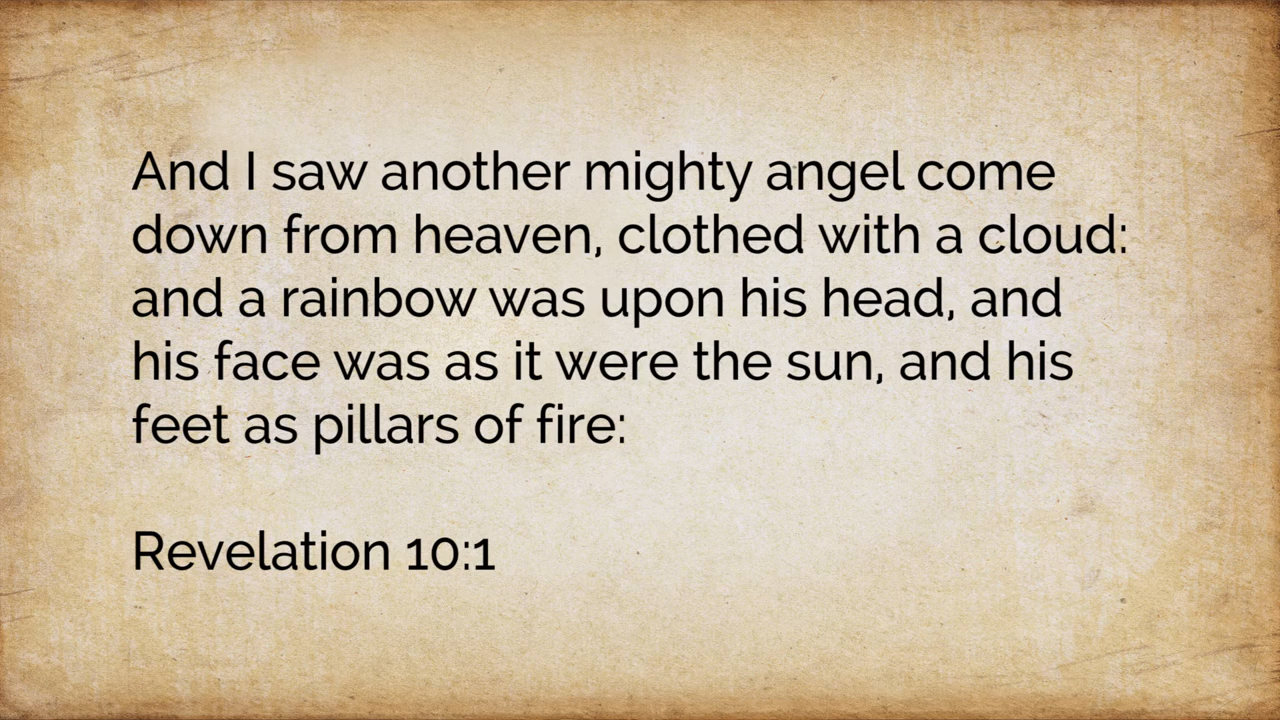 And I saw another mighty angel come
down from heaven, clothed with a cloud:
and a rainbow was upon his head, and
his face was as it were the sun, and his
feet as pillars of fire:
Revelation 10:1